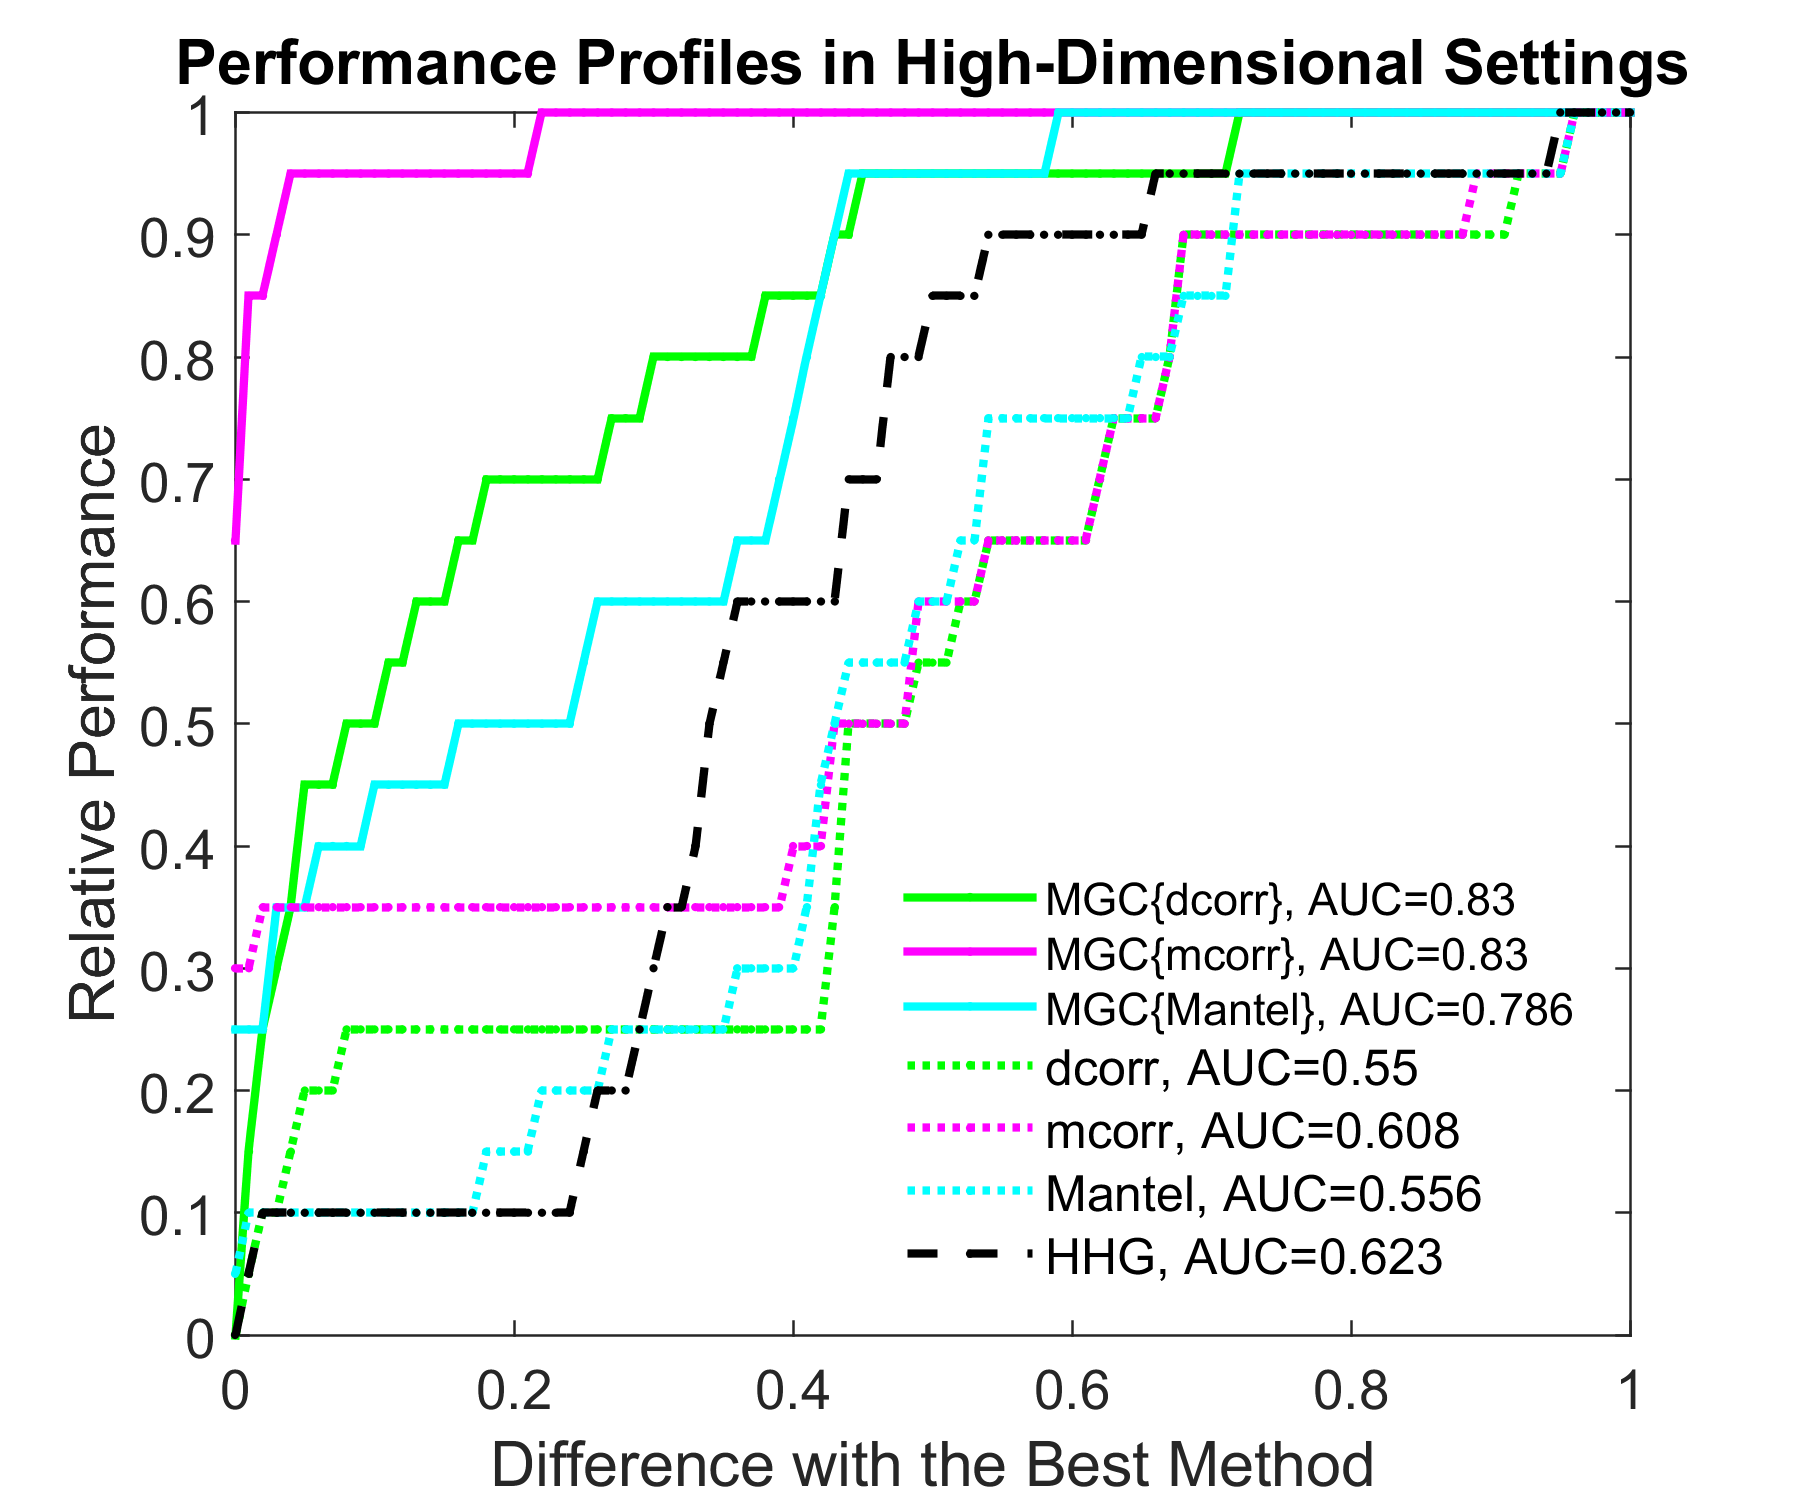 Performance Profiles in High-Dimensional Settings
1
0.9
0.8
0.7
0.6
0.5
0.4
0.3
0.2
0.1
0
Relative Performance
MGC{dcorr}, AUC=0.83
MGC{mcorr}, AUC=0.83
MGC{Mantel}, AUC=0.786
dcorr, AUC=0.55
mcorr, AUC=0.608
Mantel, AUC=0.556
HHG, AUC=0.623
0 0.2 0.4 0.6 0.8 1
Difference with the Best Method